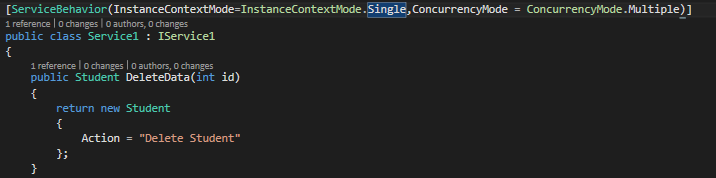 [ServiceBehavior(InstanceContextMode=InstanceContextMode.Single,ConcurrencyMode = ConcurrencyMode.Multiple)]
1 reference | 0 changes | 0 authors, 0 changes
public class Service1 : IService1
{
1 reference | 0 changes | 0 authors, 0 changes
public Student DeleteData(int id)
{
return new Student
{
Action = "Delete Student"
};
}